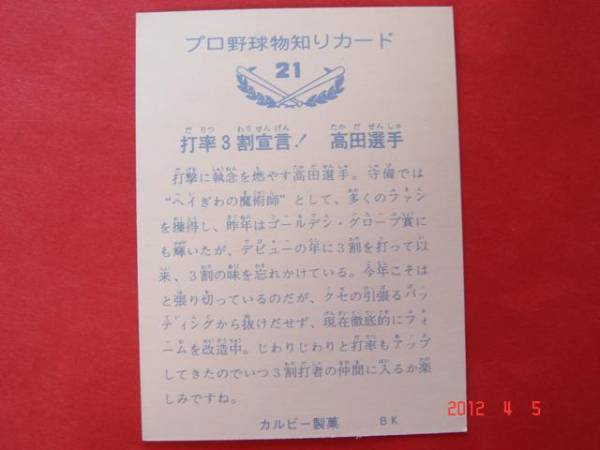 プロ野球物知りカード
21
打率3割宣言! 高田選手
打撃に執念を燃やす高田選手。守備では
“ヘイぎわの魔術師”として、多くのファン
を獲得し、昨年はゴールデン・グローブ賞に
も輝いたが、デビューの年に3割を打って以
来、3割の味を忘れかけている。今年こそは
と張り切っているのだが、クセの引張るバッ
ティングから抜けだせず、現在徹底的にフォ
ームを改造中。じわりじわりと打率もアップ
してきたのでいつ3割打者の仲間に入るか楽
しみですね。
カルビー製菓 BK
2012 4 5